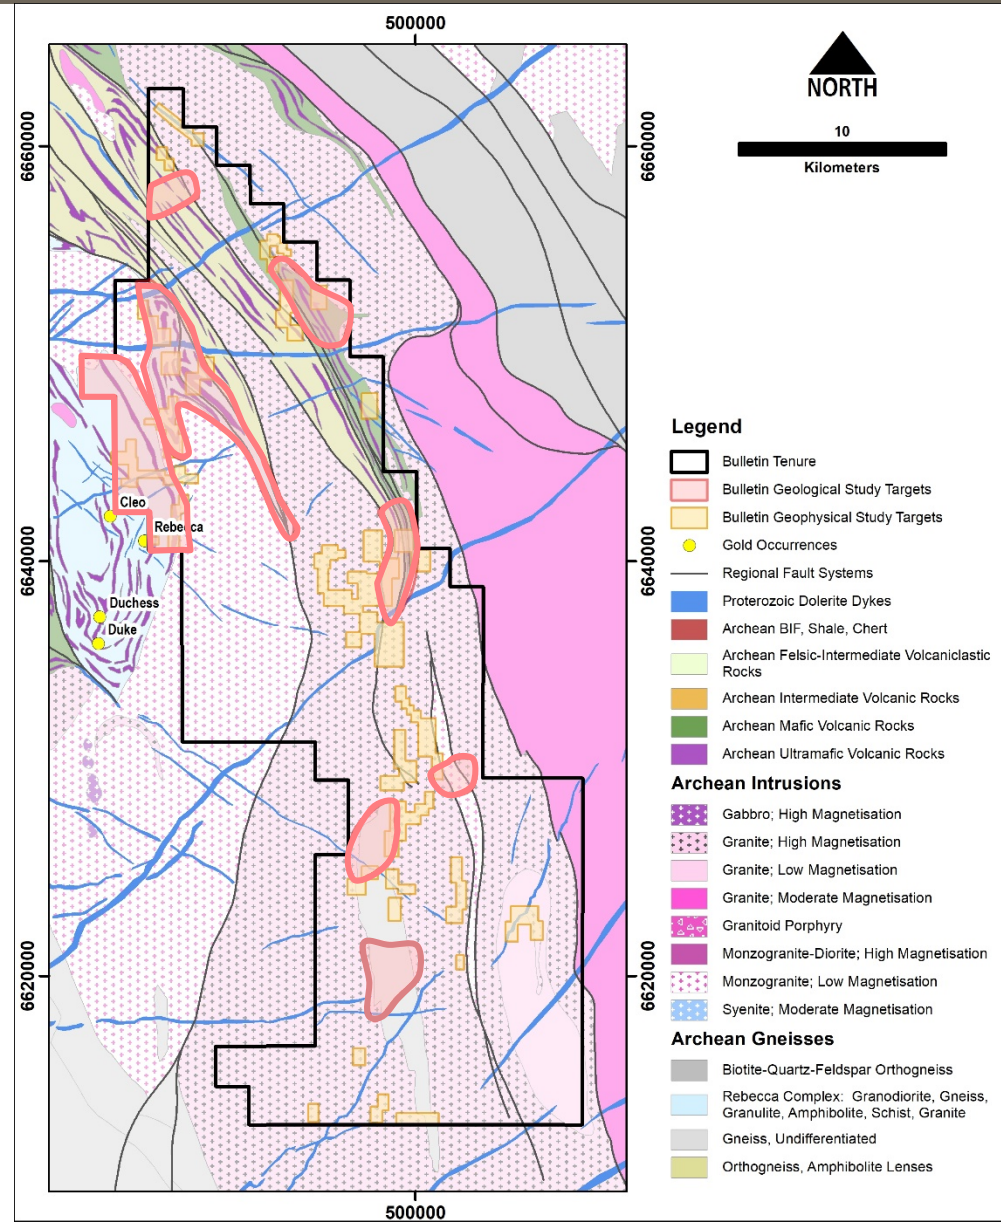 500000
NORTH
10
Kilometers
6660000
6660000
Cleo
Rebecca
6640000
6640000
Duchess
Duke
6620000
6620000
500000
Legend
Bulletin Tenure
Bulletin Geological Study Targets
Bulletin Geophysical Study Targets
Gold Occurrences
Regional Fault Systems
Proterozoic Dolerite Dykes
Archean BIF, Shale, Chert
Archean Felsic-Intermediate Volcaniclastic
Rocks
Archean Intermediate Volcanic Rocks
Archean Mafic Volcanic Rocks
Archean Ultramafic Volcanic Rocks
Archean Intrusions
Gabbro; High Magnetisation
Granite; High Magnetisation
Granite; Low Magnetisation
Granite; Moderate Magnetisation
Granitoid Porphyry
Monzogranite-Diorite; High Magnetisation
Monzogranite; Low Magnetisation
Syenite; Moderate Magnetisation
Archean Gneisses
Biotite-Quartz-Feldspar Orthogneiss
Rebecca Complex: Granodiorite, Gneiss,
Granulite, Amphibolite, Schist, Granite
Gneiss, Undifferentiated
Orthogneiss, Amphibolite Lenses